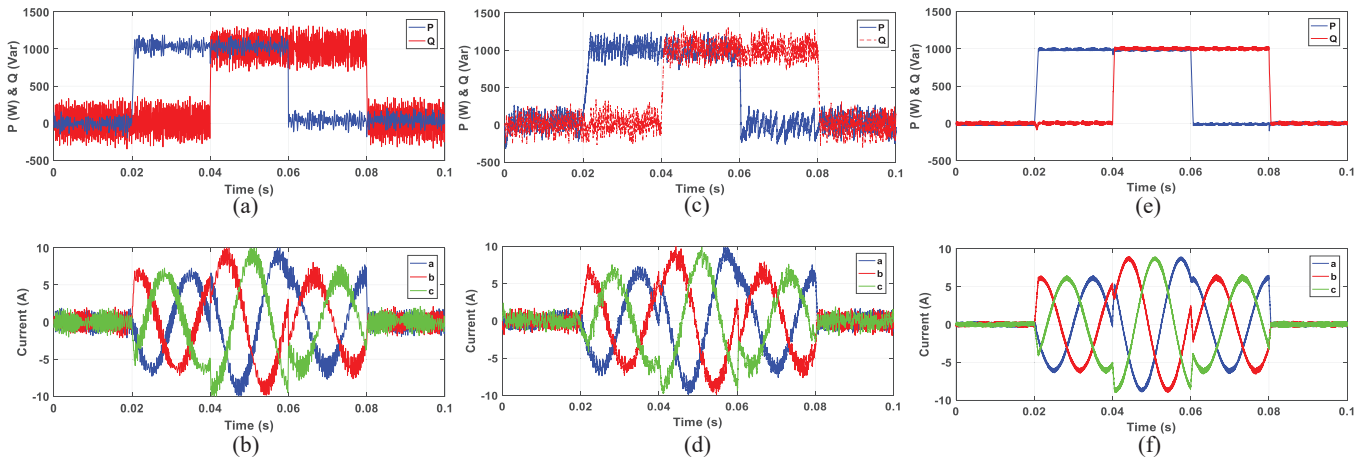 1500
1000
500
0
-500
P (W) & Q (Var)
P
Q
0 0.02 0.04 0.06 0.08 0.1
Time (s)
(a)
1500
1000
500
0
-500
P (W) & Q (Var)
P
Q
0 0.02 0.04 0.06 0.08 0.1
Time (s)
(c)
1500
1000
500
0
-500
P (W) & Q (Var)
P
Q
0 0.02 0.04 0.06 0.08 0.1
Time (s)
(e)
10
5
0
-5
-10
Current (A)
a
b
c
0 0.02 0.04 0.06 0.08 0.1
Time (s)
(b)
10
5
0
-5
-10
Current (A)
a
b
c
0 0.02 0.04 0.06 0.08 0.1
Time (s)
(d)
10
5
0
-5
-10
Current (A)
a
b
c
0 0.02 0.04 0.06 0.08 0.1
Time (s)
(f)